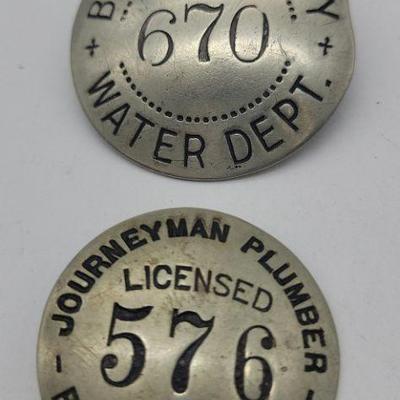 670
WATER DEPT.
JOURNEYMAN PLUMBER
LICENSED
576